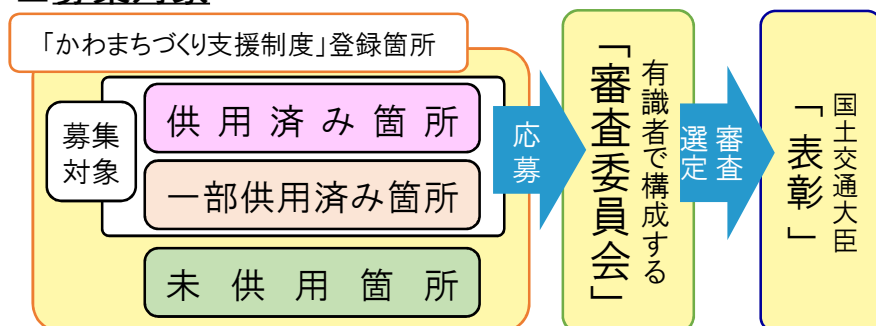 「かわまちづくり支援制度」登録箇所
募集
対象
供用済み箇所
一部供用済み箇所
未供用箇所
応募
有識者で構成する
「審査委員会」
審査
選定
国土交通大臣
「表彰」